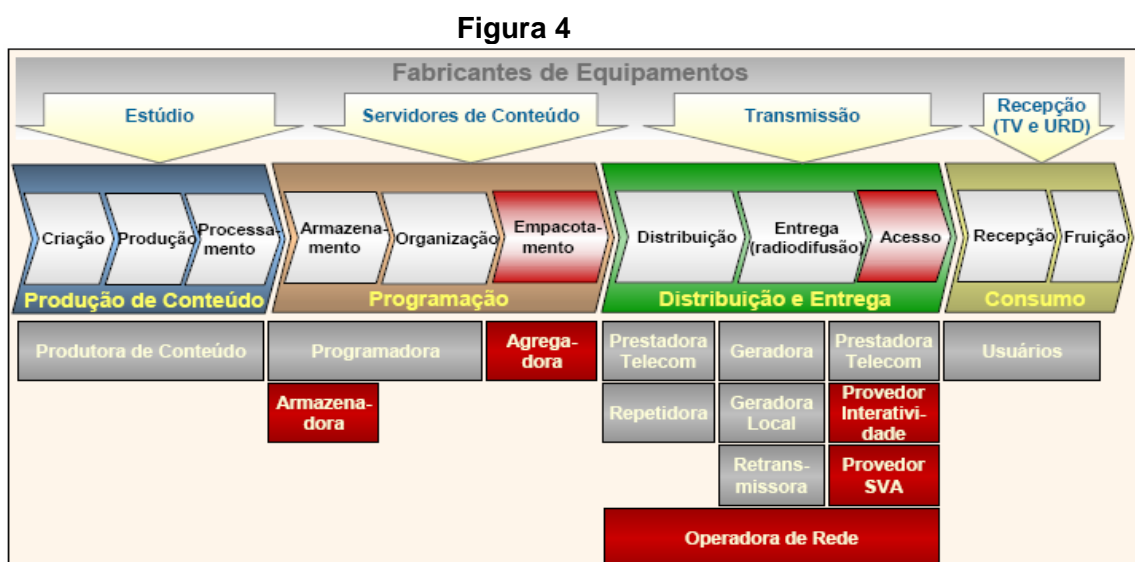 Figura 4
Fabricantes de Equipamentos
Estúdio
Servidores de Conteúdo
Transmissão
Recepção
(TV e URD)
Criação
Produção
Processa-
mento
Armazena-
mento
Organização
Empacota-
mento
Distribuição
Entrega
(radiodifusão)
Acesso
Recepção
Fruição
Produção de Conteúdo
Programação
Distribuição e Entrega
Consumo
Produtora de Conteúdo
Programadora
Agrega-
dora
Prestadora
Telecom
Geradora
Prestadora
Telecom
Usuários
Armazena-
dora
Repetidora
Geradora
Local
Provedor
Interativi-
dade
Retrans-
missora
Provedor
SVA
Operadora de Rede